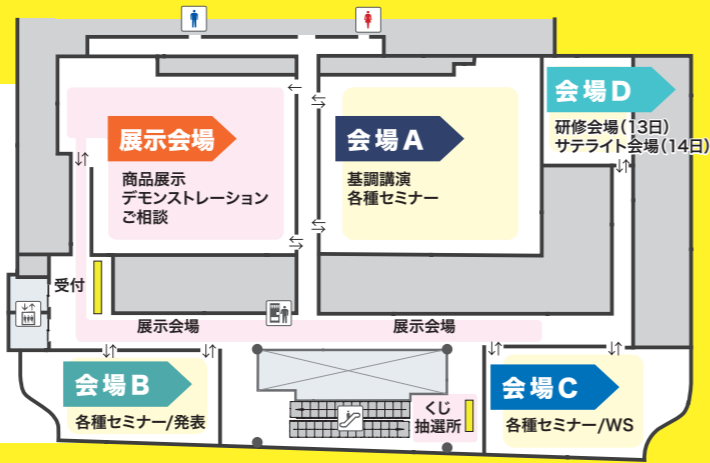 展示会場
商品展示
デモンストレーション
ご相談
会場A
基調講演
各種セミナー
会場D
研修会場(13日)
サテライト会場(14日)
受付
展示会場
展示会場
会場B
各種セミナー/発表
くじ
抽選所
会場C
各種セミナー/WS